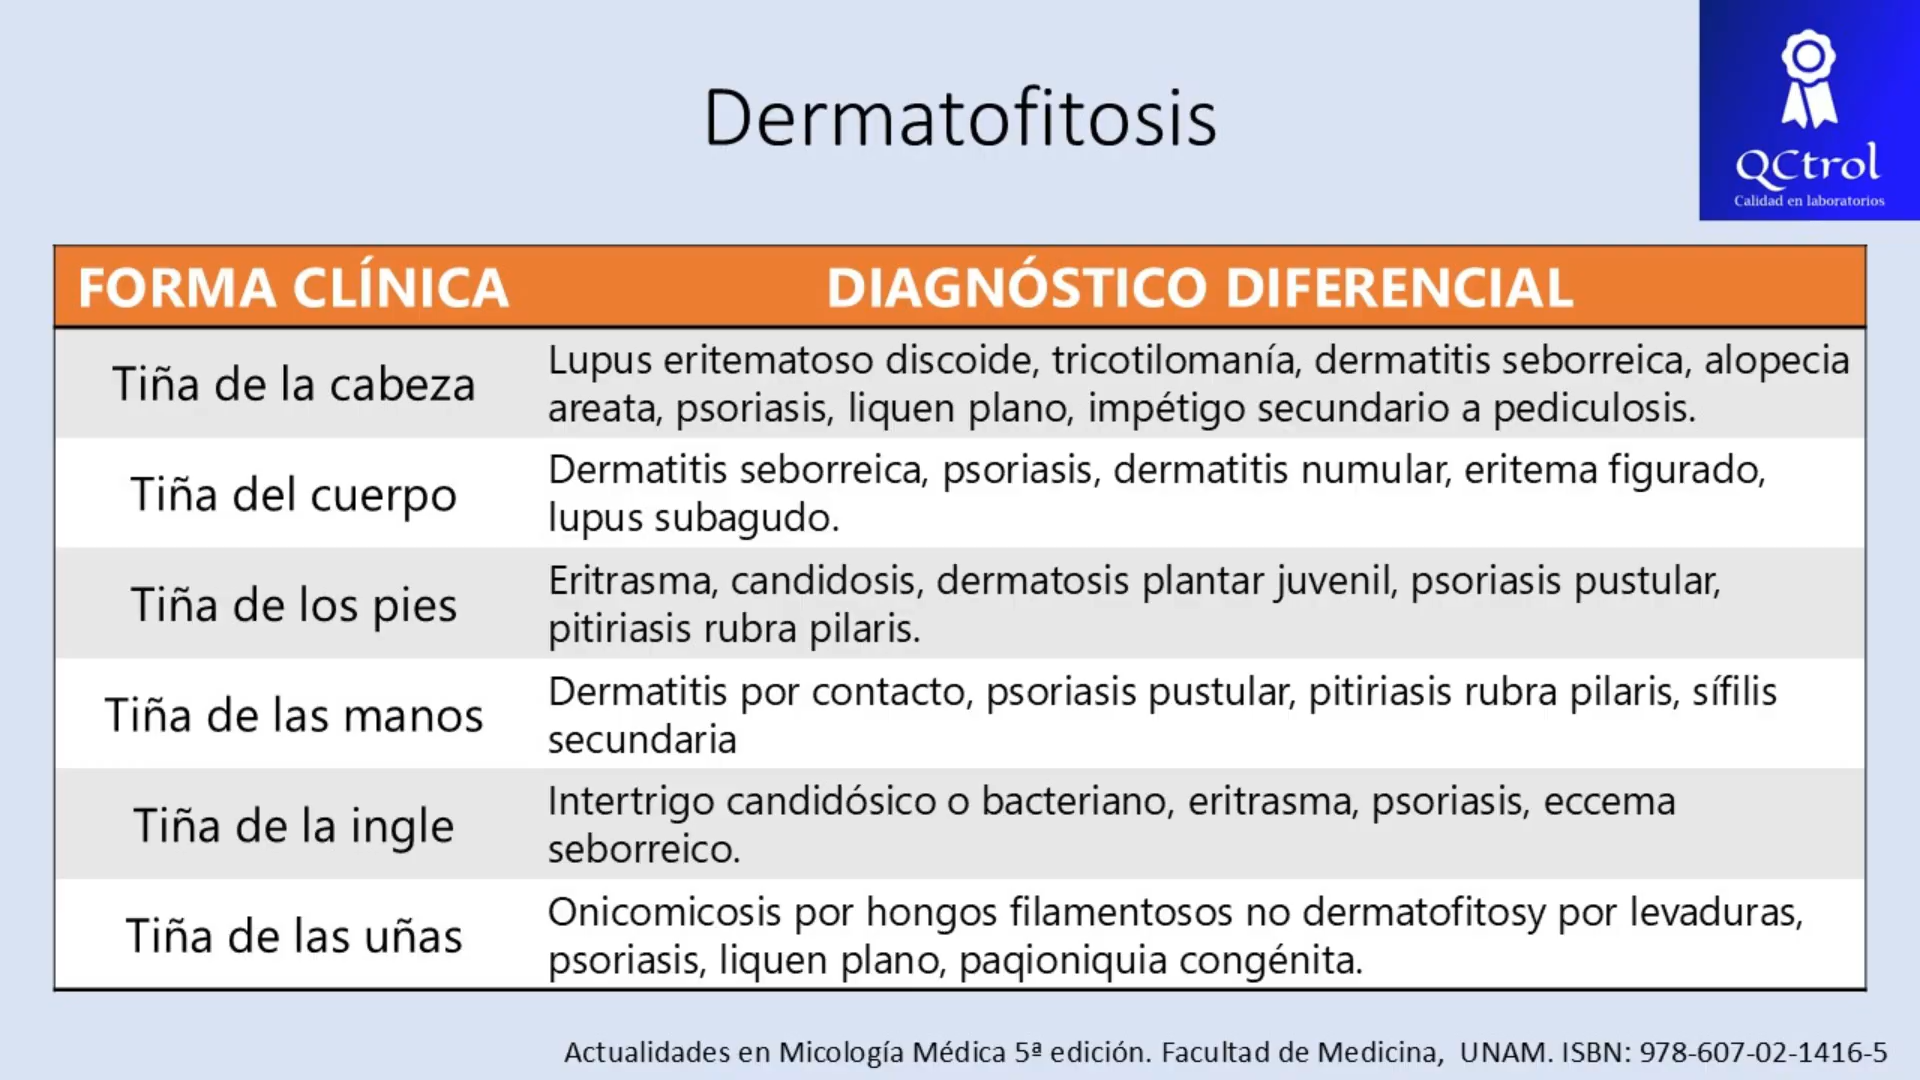 Dermatofitosis
QCtrol
Calidad en laboratorios
FORMA CLÍNICA
DIAGNÓSTICO DIFERENCIAL
Tiña de la cabeza
Lupus eritematoso discoide, tricotilomanía, dermatitis seborreica, alopecia
areata, psoriasis, liquen plano, impétigo secundario a pediculosis.
Tiña del cuerpo
Dermatitis seborreica, psoriasis, dermatitis numular, eritema figurado,
lupus subagudo.
Tiña de los pies
Eritrasma, candidosis, dermatosis plantar juvenil, psoriasis pustular,
pitiriasis rubra pilaris.
Tiña de las manos
Dermatitis por contacto, psoriasis pustular, pitiriasis rubra pilaris, sífilis
secundaria
Tiña de la ingle
Intertrigo candidósico o bacteriano, eritrasma, psoriasis, eccema
seborreico.
Tiña de las uñas
Onicomicosis por hongos filamentosos no dermatofitosy por levaduras,
psoriasis, liquen plano, paqioniquia congénita.
Actualidades en Micología Médica 5ª edición. Facultad de Medicina, UNAM. ISBN: 978-607-02-1416-5